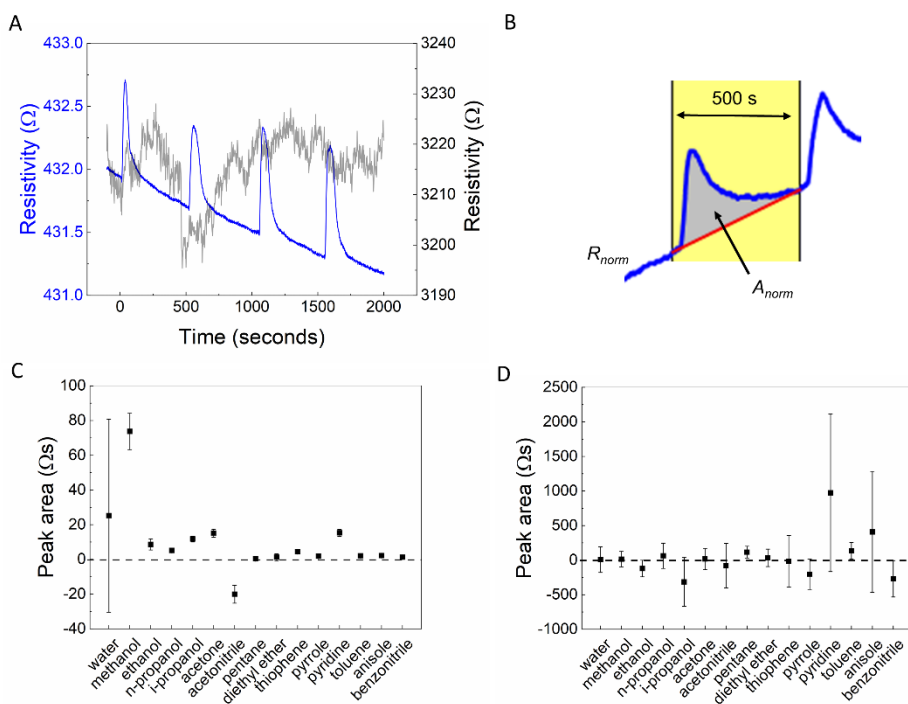 A
B
433.0
432.5
432.0
431.5
431.0
Resistivity (Ω)
3240
3230
3220
3210
3200
3190
Resistivity (Ω)
0 500 1000 1500 2000
Time (seconds)
500 s
Rnorm
Anorm
C
D
100
80
60
40
20
0
-20
-40
Peak area (Ωs)
water
methanol
ethanol
n-propanol
i-propanol
acetone
acetonitrile
pentane
diethyl ether
thiophene
pyrrole
pyridine
toluene
anisole
benzonitrile
2500
2000
1500
1000
500
0
-500
-1000
Peak area (Ωs)
water
methanol
ethanol
n-propanol
i-propanol
acetone
acetonitrile
pentane
diethyl ether
thiophene
pyrrole
pyridine
toluene
anisole
benzonitrile